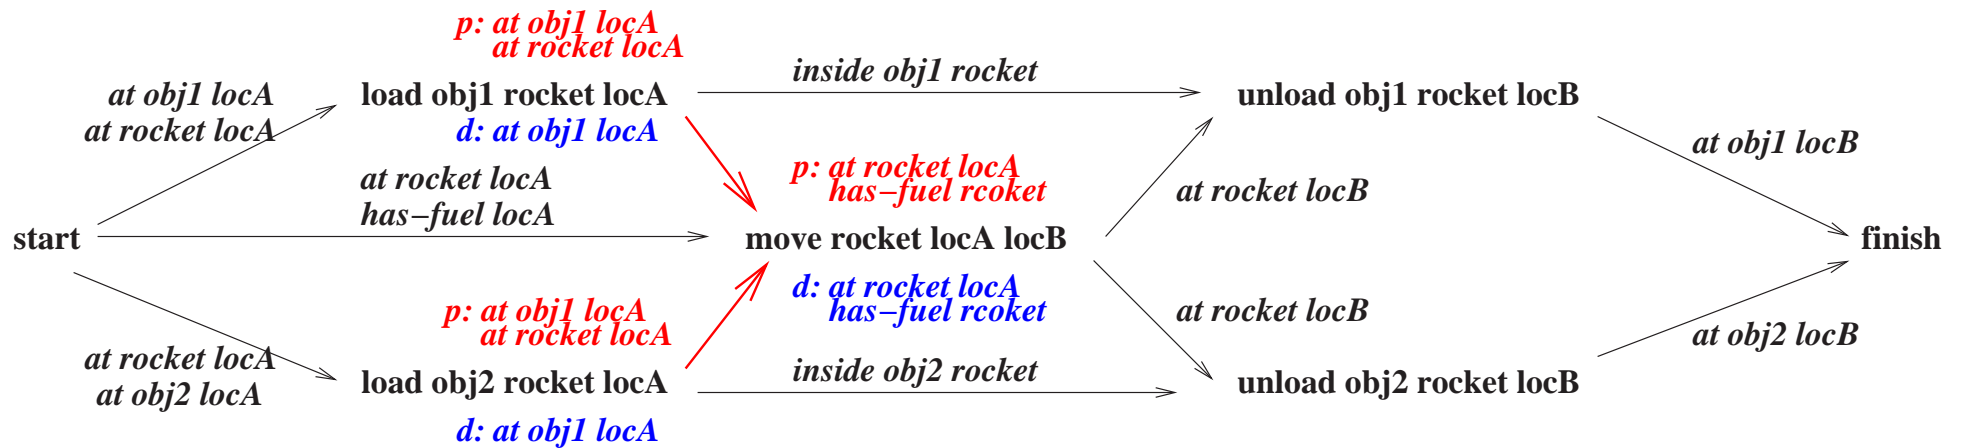 p: at obj1 locA
at rocket locA
at obj1 locA
at rocket locA
load obj1 rocket locA
d: at obj1 locA
inside obj1 rocket
unload obj1 rocket locB
at obj1 locB
at rocket locA
has−fuel locA
p: at rocket locA
has−fuel rcoket
at rocket locB
start
move rocket locA locB
finish
d: at rocket locA
has−fuel rcoket
at rocket locB
p: at obj1 locA
at rocket locA
at rocket locA
at obj2 locA
load obj2 rocket locA
d: at obj1 locA
inside obj2 rocket
unload obj2 rocket locB
at obj2 locB